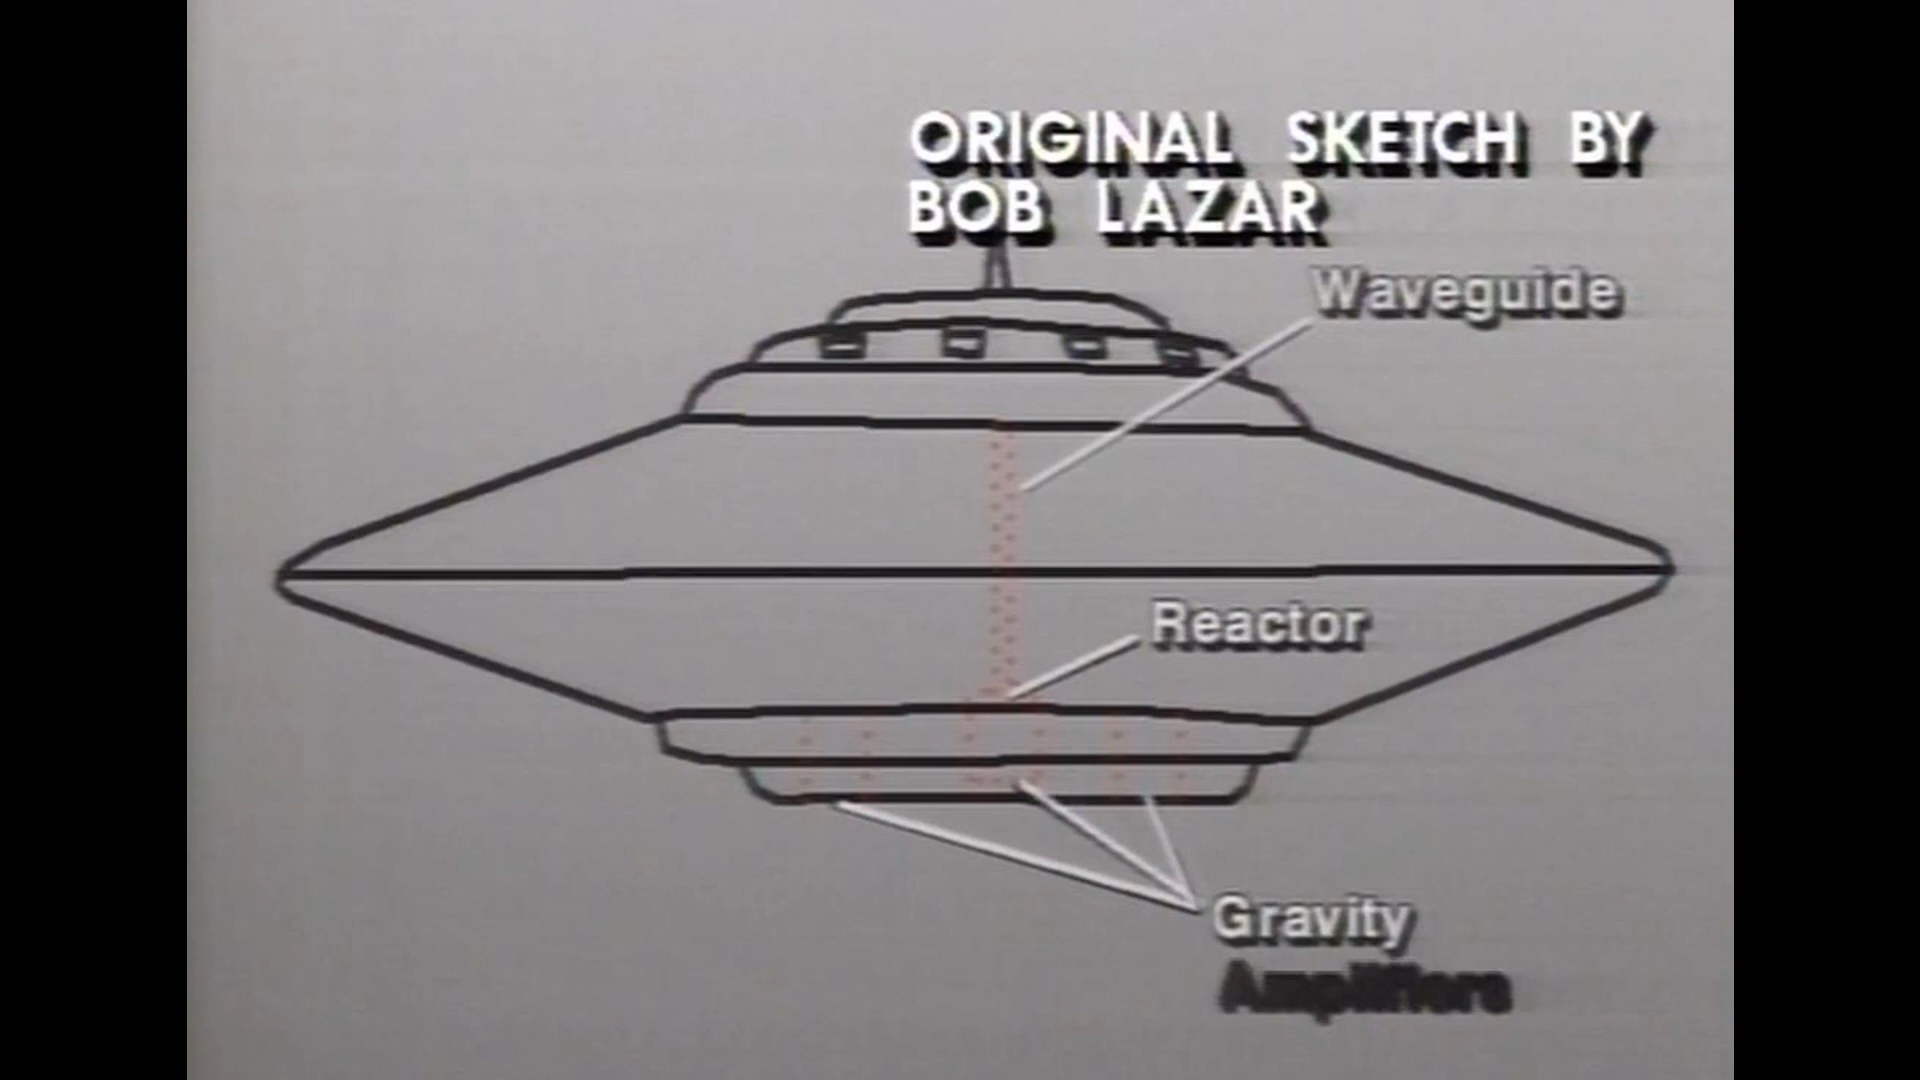 ORIGINAL SKETCH BY
BOB LAZAR
Waveguide
Reactor
Gravity
Amplifiers